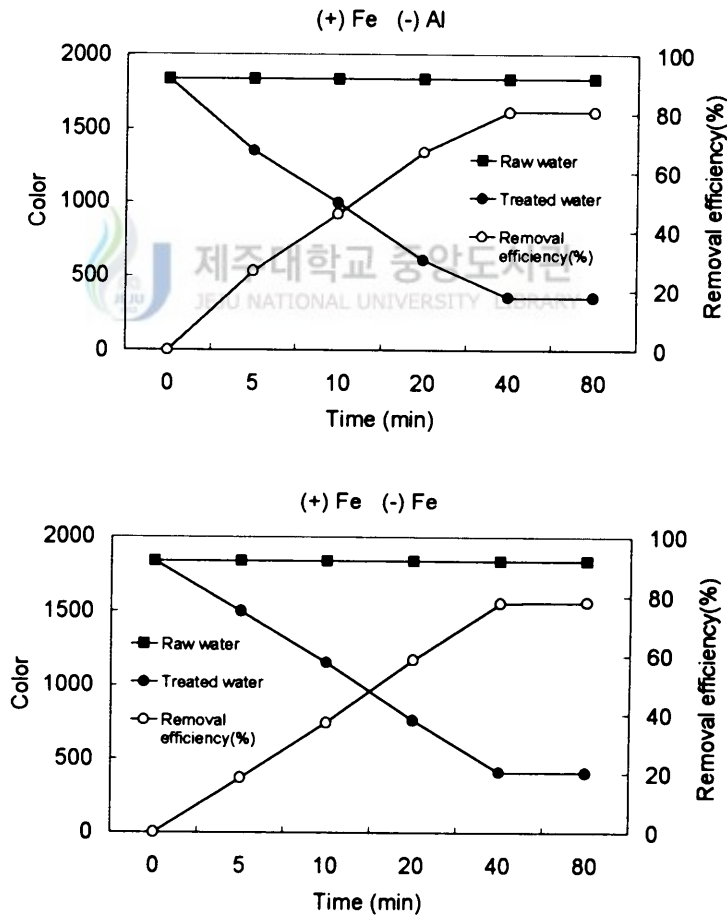 (+) Fe (-) Al
2000
1500
1000
500
0
Color
100
80
60
40
20
0
Removal efficiency(%)
Raw water
Treated water
Removal
efficiency(%)
제주대학교 중앙도서관
JEJU NATIONAL UNIVERSITY LIBRARY
JEJU
0 5 10 20 40 80
Time (min)
(+) Fe (-) Fe
2000
1500
1000
500
0
Color
100
80
60
40
20
0
Removal efficiency(%)
Raw water
Treated water
Removal
efficiency(%)
0 5 10 20 40 80
Time (min)